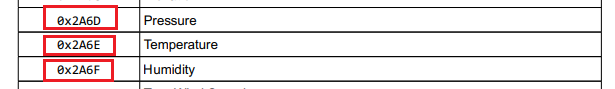 0x2A6D Pressure
0x2A6E Temperature
0x2A6F Humidity